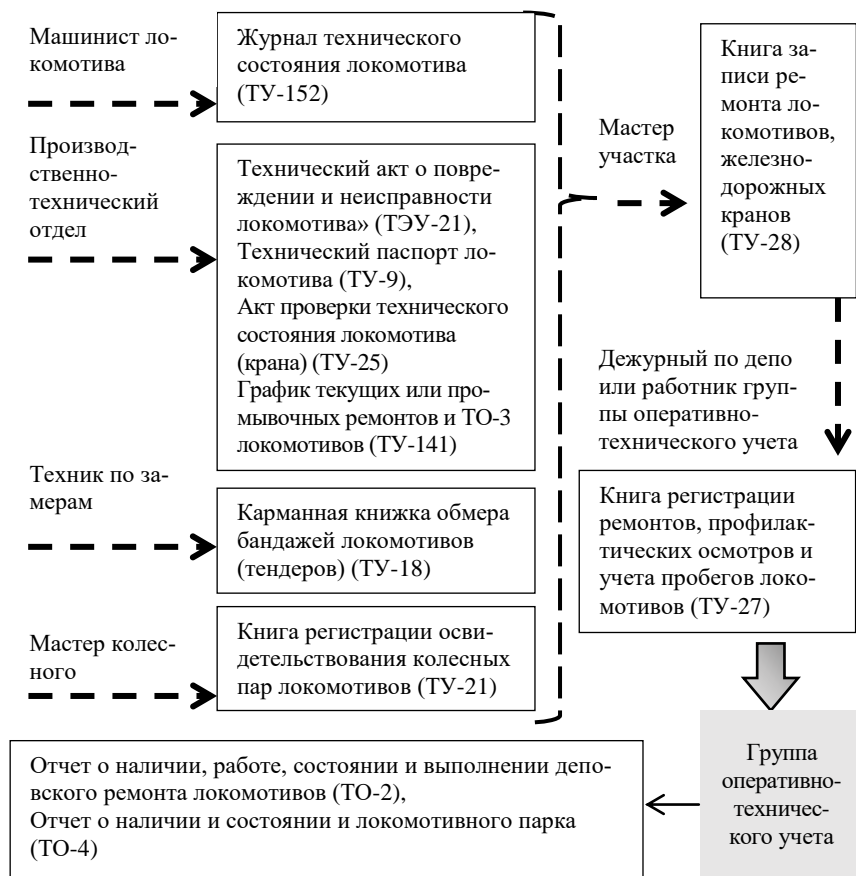 Машинист ло-
комотива
Журнал технического
состояния локомотива
(ТУ-152)
Производ-
ственно-
технический
отдел
Технический акт о повре-
ждении и неисправности
локомотива» (ТЭУ-21),
Технический паспорт ло-
комотива (ТУ-9),
Акт проверки технического
состояния локомотива
(крана) (ТУ-25)
График текущих или про-
мывочных ремонтов и ТО-3
локомотивов (ТУ-141)
Техник по за-
мерам
Карманная книжка обмера
бандажей локомотивов
(тендеров) (ТУ-18)
Мастер колес-
ного
Книга регистрации осви-
детельствования колесных
пар локомотивов (ТУ-21)
Мастер
участка
Книга за-
писи ре-
монта ло-
комотивов,
железно-
дорожных
кранов
(ТУ-28)
Дежурный по депо
или работник группы
оперативно-
технического учета
Книга регистрации
ремонтов, профилак-
тических осмотров и
учета пробегов локо-
мотивов (ТУ-27)
Группа
оперативно-
техничес-
кого учета
Отчет о наличии, работе, состоянии и выполнении депо-
вского ремонта локомотивов (ТО-2),
Отчет о наличии и состоянии и локомотивного парка
(ТО-4)